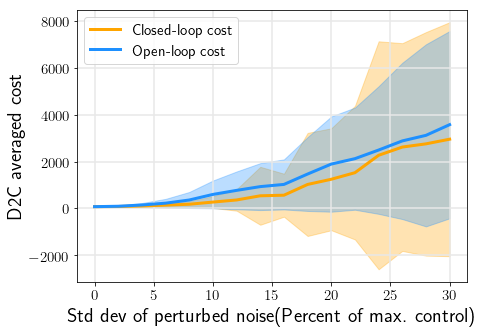 Closed-loop cost
Open-loop cost
D2C averaged cost
8000
6000
4000
2000
0
−2000
0 5 10 15 20 25 30
Std dev of perturbed noise(Percent of max. control)